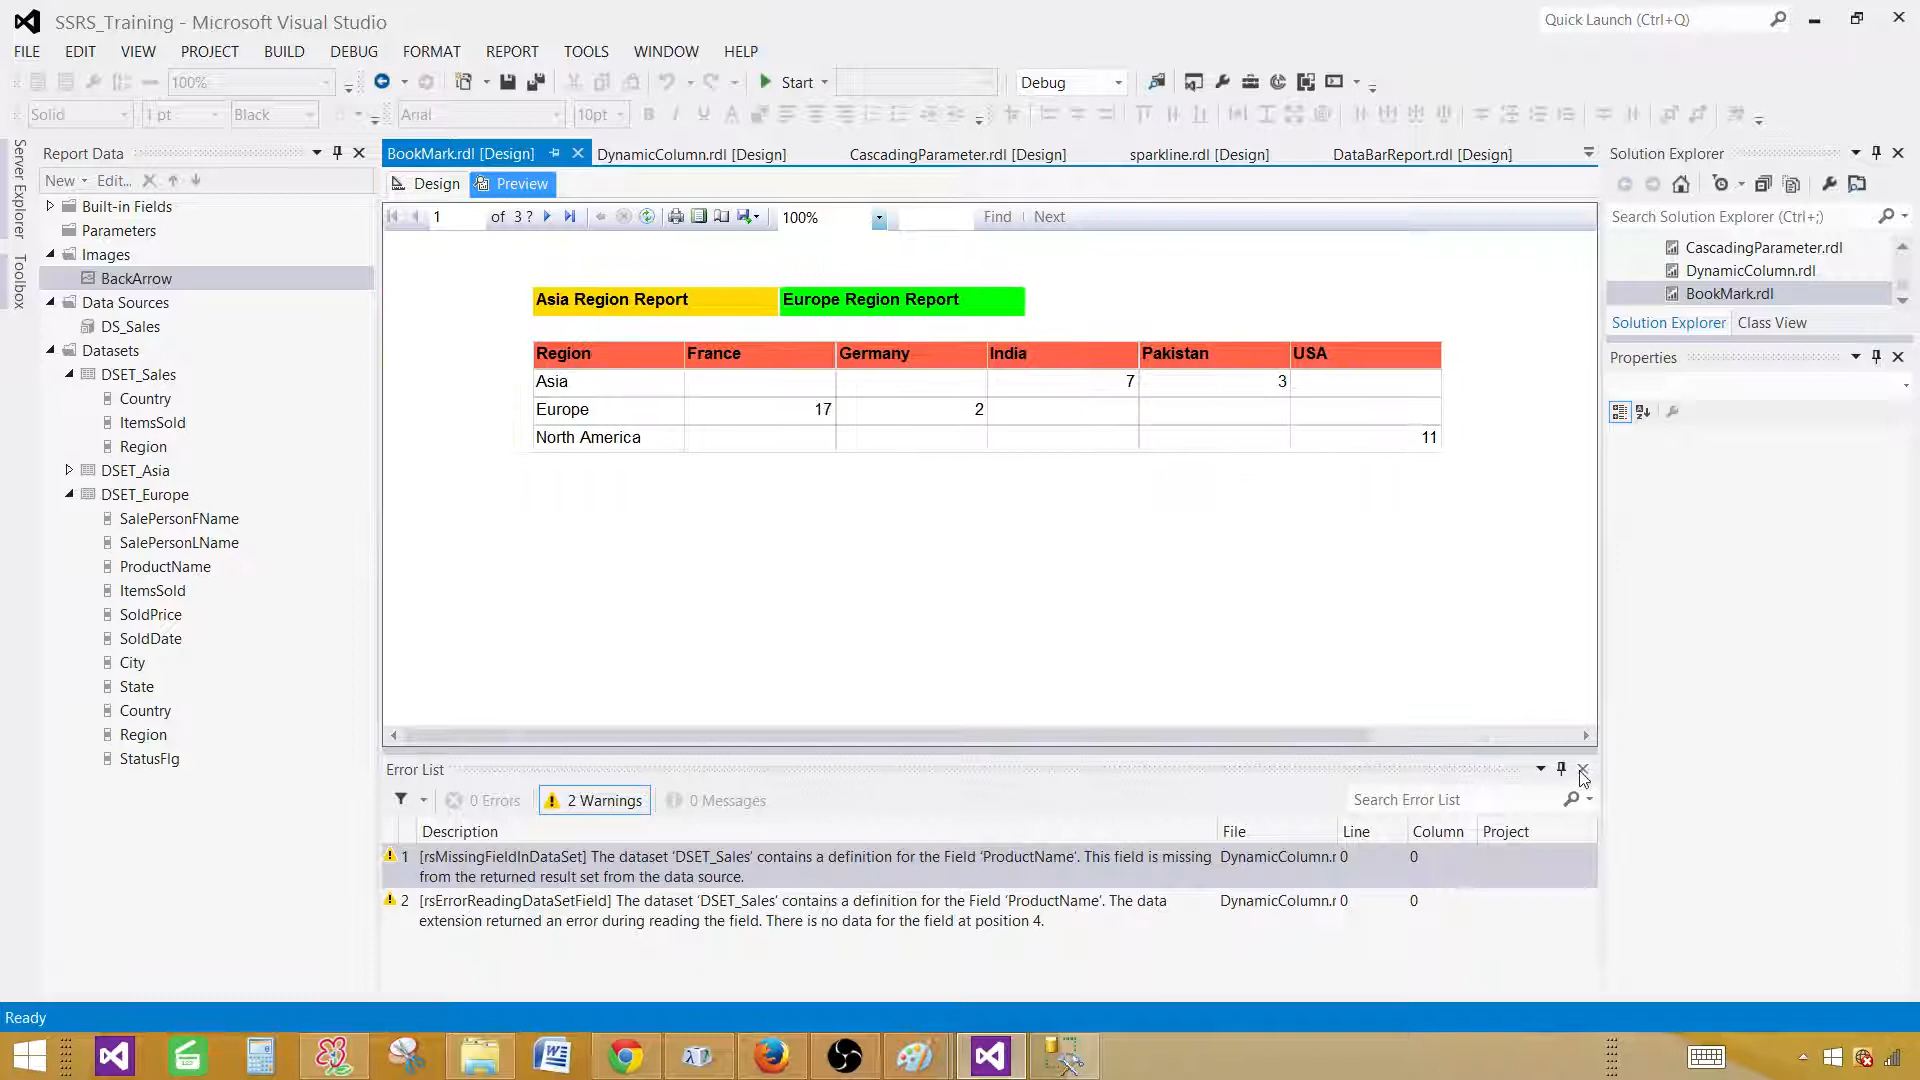 SSRS_Training - Microsoft Visual Studio
Quick Launch (Ctrl+Q)
FILE EDIT VIEW PROJECT BUILD DEBUG FORMAT REPORT TOOLS WINDOW HELP
100% Start Debug
Solid 1 pt Black Arial 10pt
Server Explorer
Toolbox
Report Data
New Edit...
Built-in Fields
Parameters
Images
BackArrow
Data Sources
DS_Sales
Datasets
DSET_Sales
Country
ItemsSold
Region
DSET_Asia
DSET_Europe
SalePersonFName
SalePersonLName
ProductName
ItemsSold
SoldPrice
SoldDate
City
State
Country
Region
StatusFlg
BookMark.rdl [Design] DynamicColumn.rdl [Design] CascadingParameter.rdl [Design] sparkline.rdl [Design] DataBarReport.rdl [Design]
Design Preview
1 of 3 ? 100% Find Next
Asia Region Report Europe Region Report
Region France Germany India Pakistan USA
Asia 7 3
Europe 17 2
North America 11
Error List
0 Errors 2 Warnings 0 Messages Search Error List
Description File Line Column Project
1 [rsMissingFieldInDataSet] The dataset ‘DSET_Sales’ contains a definition for the Field ‘ProductName’. This field is missing DynamicColumn.r 0 0
from the returned result set from the data source.
2 [rsErrorReadingDataSetField] The dataset ‘DSET_Sales’ contains a definition for the Field ‘ProductName’. The data DynamicColumn.r 0 0
extension returned an error during reading the field. There is no data for the field at position 4.
Solution Explorer
Search Solution Explorer (Ctrl+;)
CascadingParameter.rdl
DynamicColumn.rdl
BookMark.rdl
Solution Explorer Class View
Properties
Ready